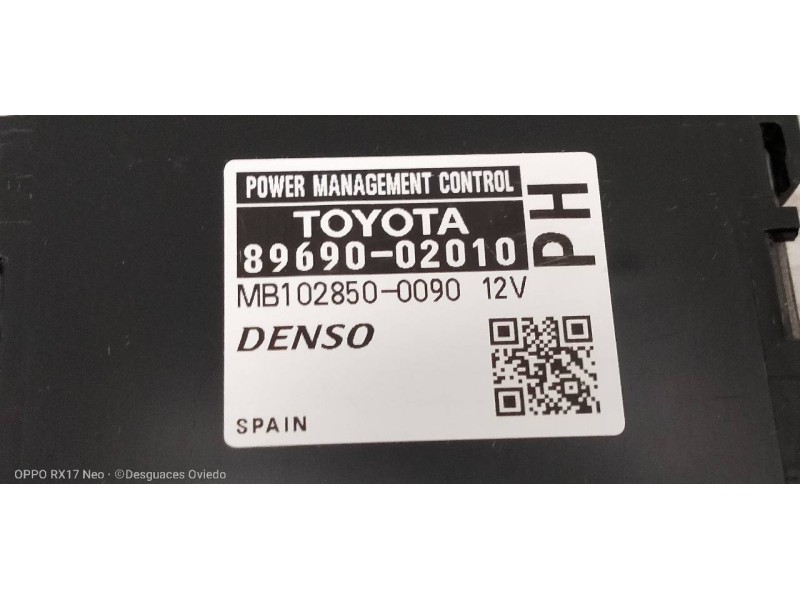 POWER MANAGEMENT CONTROL
TOYOTA
89690-02010
PH
MB102850-0090 12V
DENSO
SPAIN
OPPO RX17 Neo · ©Desguaces Oviedo